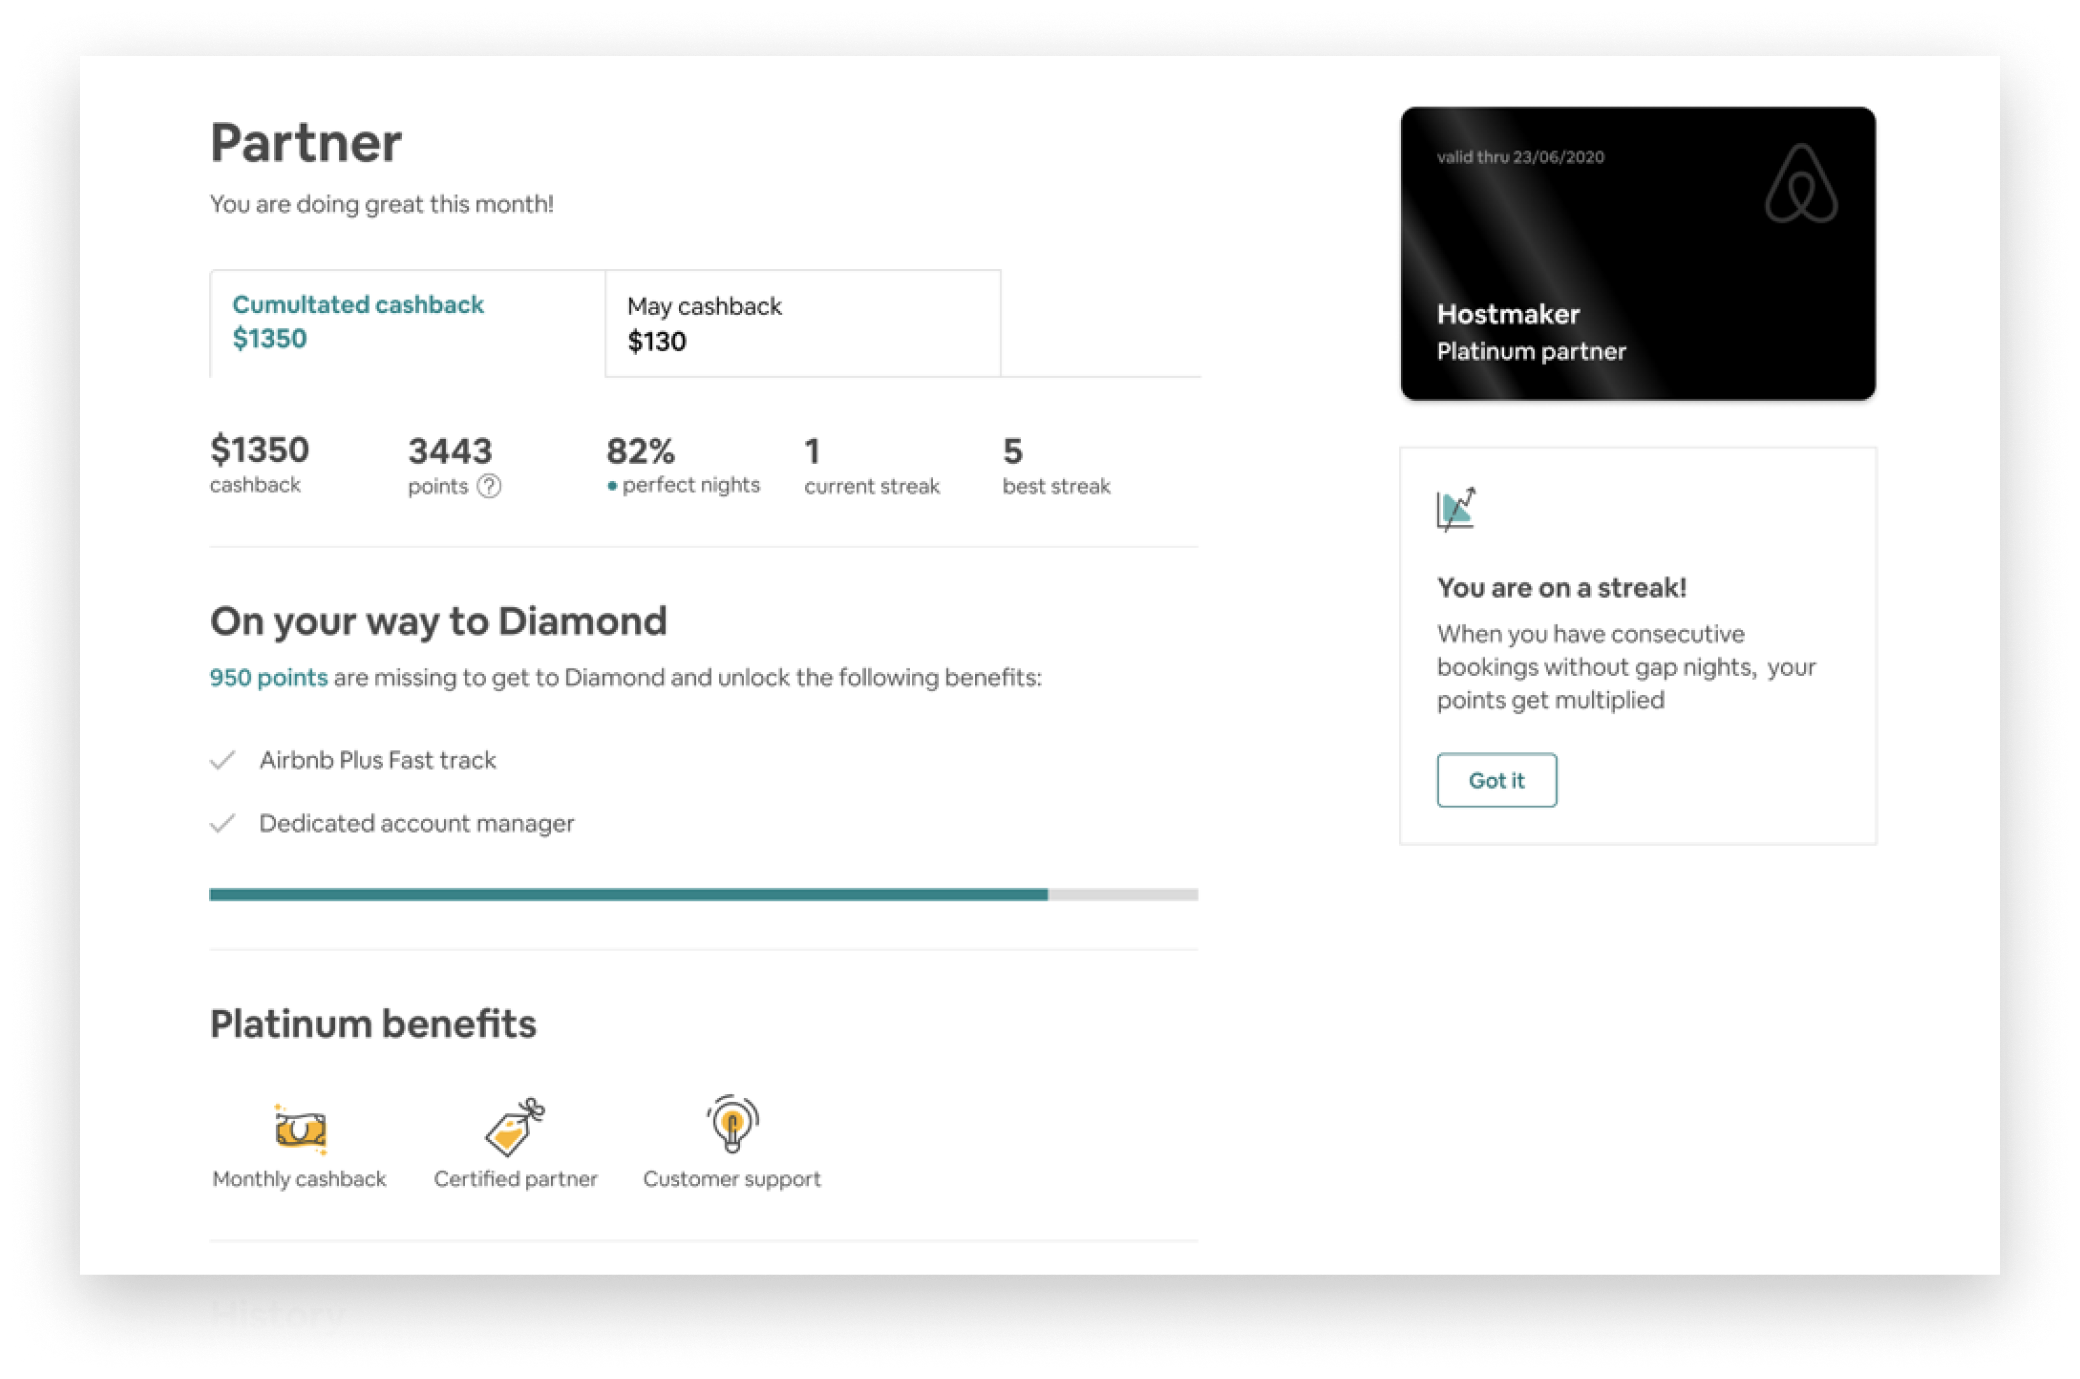 Partner
You are doing great this month!
Cumultated cashback
$1350
May cashback
$130
$1350
cashback
3443
points ?
82%
perfect nights
1
current streak
5
best streak
On your way to Diamond
950 points are missing to get to Diamond and unlock the following benefits:
Airbnb Plus Fast track
Dedicated account manager
Platinum benefits
Monthly cashback
Certified partner
Customer support
History
valid thru 23/06/2020
Hostmaker
Platinum partner
You are on a streak!
When you have consecutive
bookings without gap nights, your
points get multiplied
Got it